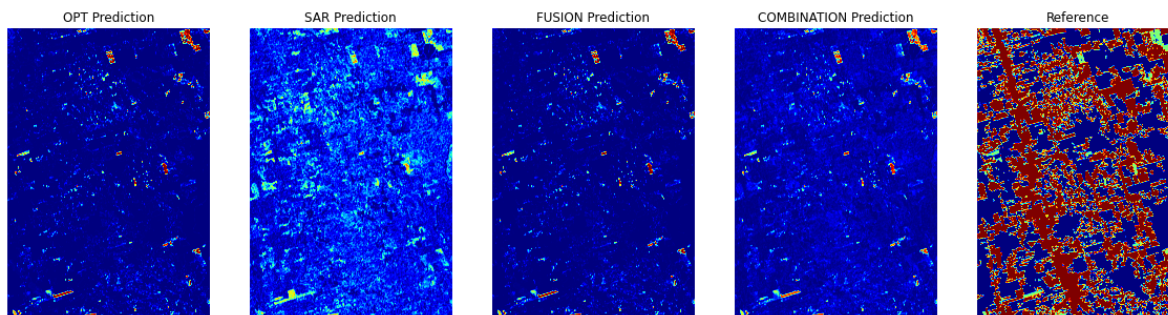 OPT Prediction
SAR Prediction
FUSION Prediction
COMBINATION Prediction
Reference